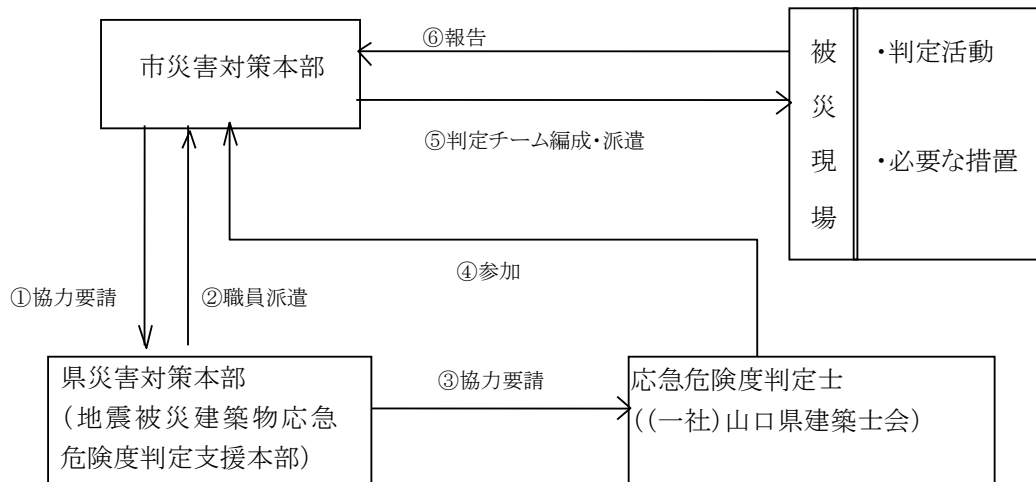 市災害対策本部
⑥報告
⑤判定チーム編成・派遣
被災現場
・判定活動
・必要な措置
④参加
①協力要請
②職員派遣
県災害対策本部
(地震被災建築物応急
危険度判定支援本部)
③協力要請
応急危険度判定士
((一社)山口県建築士会)